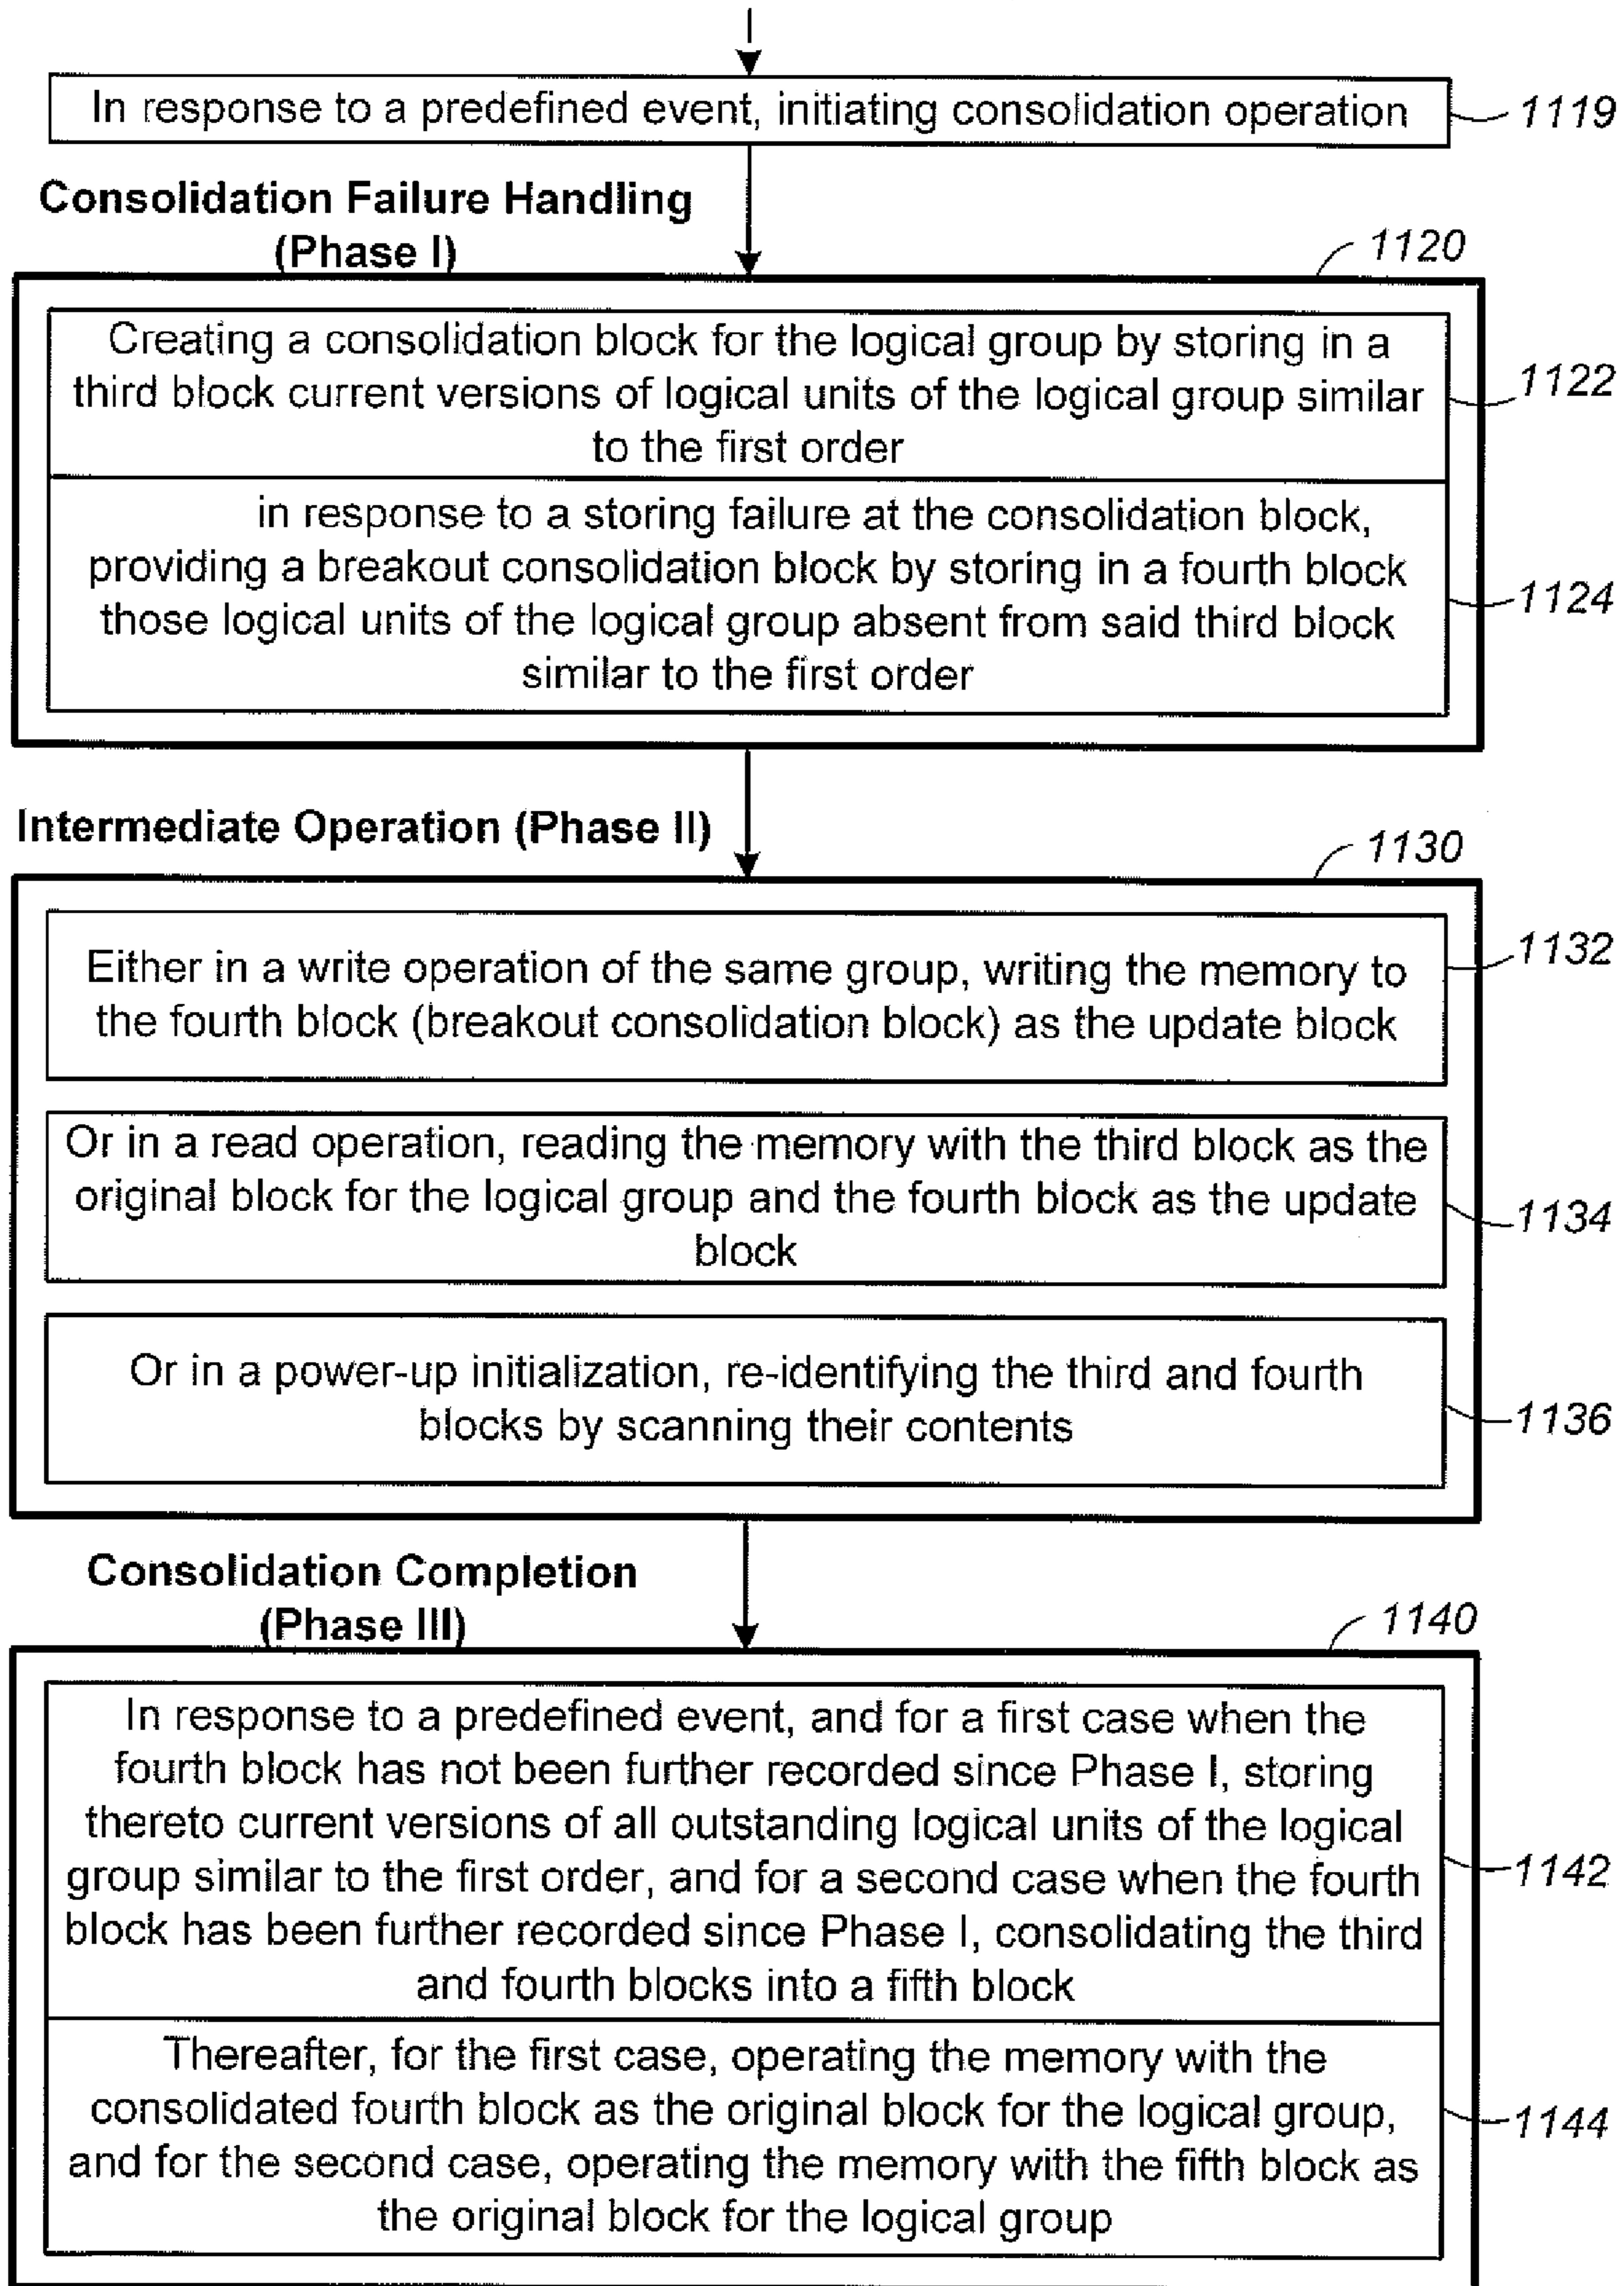 In response to a predefined event, initiating consolidation operation
1119
Consolidation Failure Handling
(Phase I)
1120
Creating a consolidation block for the logical group by storing in a
third block current versions of logical units of the logical group similar
to the first order
1122
in response to a storing failure at the consolidation block,
providing a breakout consolidation block by storing in a fourth block
those logical units of the logical group absent from said third block
similar to the first order
1124
Intermediate Operation (Phase II)
1130
Either in a write operation of the same group, writing the memory to
the fourth block (breakout consolidation block) as the update block
1132
Or in a read operation, reading the memory with the third block as the
original block for the logical group and the fourth block as the update
block
1134
Or in a power-up initialization, re-identifying the third and fourth
blocks by scanning their contents
1136
Consolidation Completion
(Phase III)
1140
In response to a predefined event, and for a first case when the
fourth block has not been further recorded since Phase I, storing
thereto current versions of all outstanding logical units of the logical
group similar to the first order, and for a second case when the fourth
block has been further recorded since Phase I, consolidating the third
and fourth blocks into a fifth block
1142
Thereafter, for the first case, operating the memory with the
consolidated fourth block as the original block for the logical group,
and for the second case, operating the memory with the fifth block as
the original block for the logical group
1144